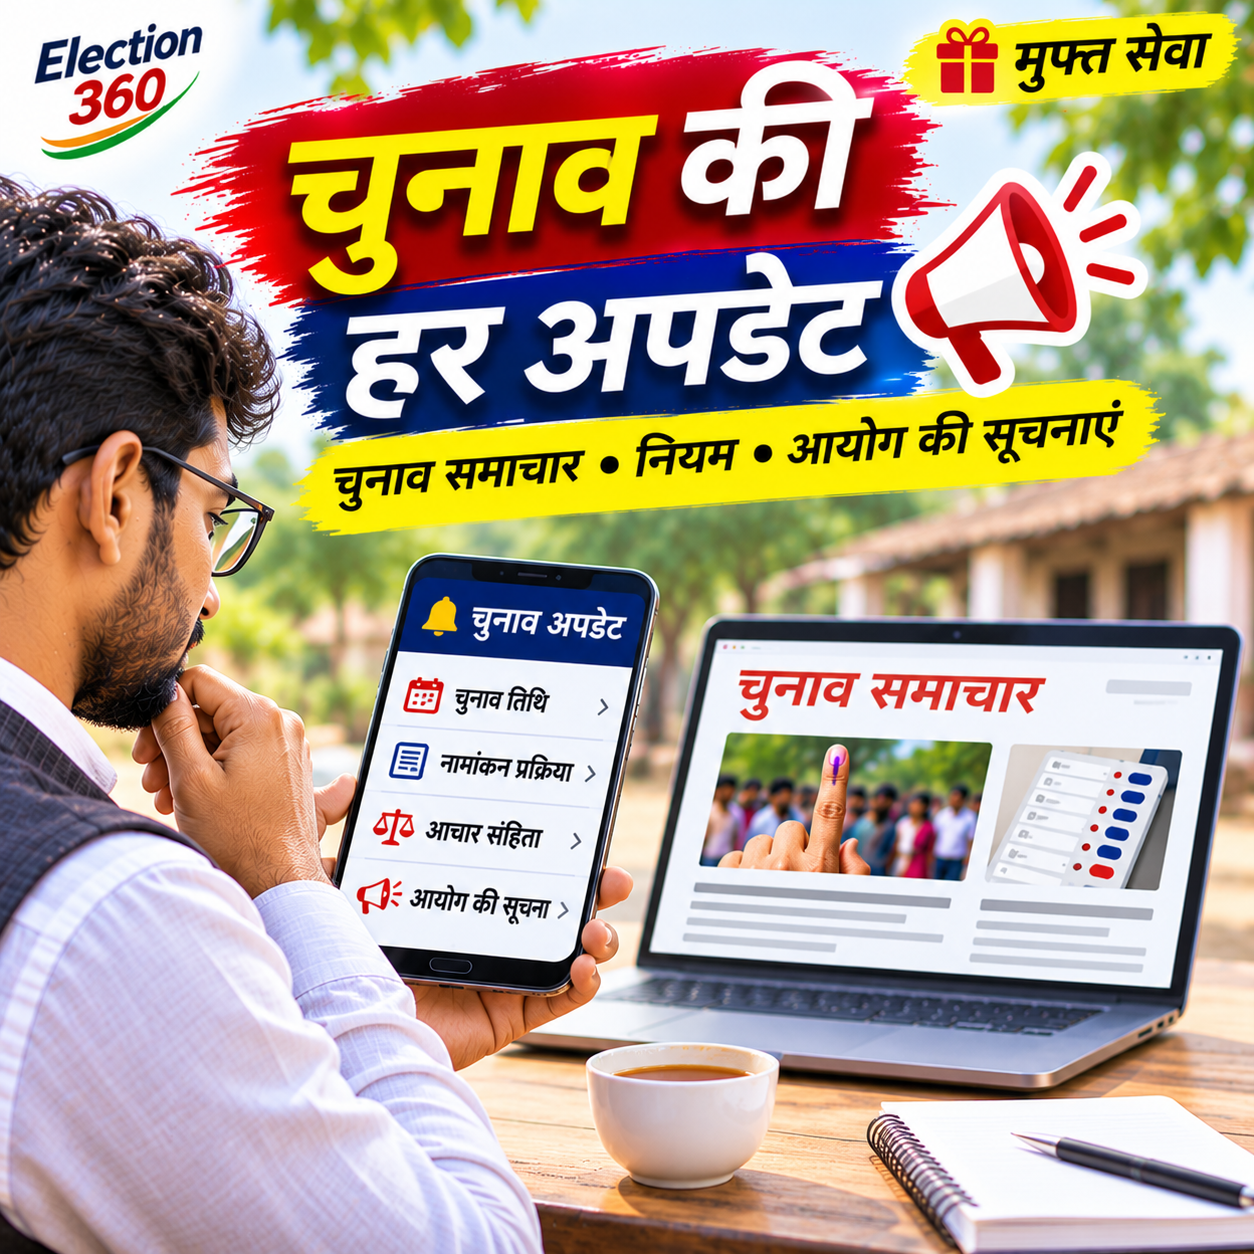 Election
360
मुफ्त सेवा
चुनाव की
हर अपडेट
चुनाव समाचार • नियम • आयोग की सूचनाएं
चुनाव अपडेट
चुनाव तिथि
नामांकन प्रक्रिया
आचार संहिता
आयोग की सूचना
चुनाव समाचार